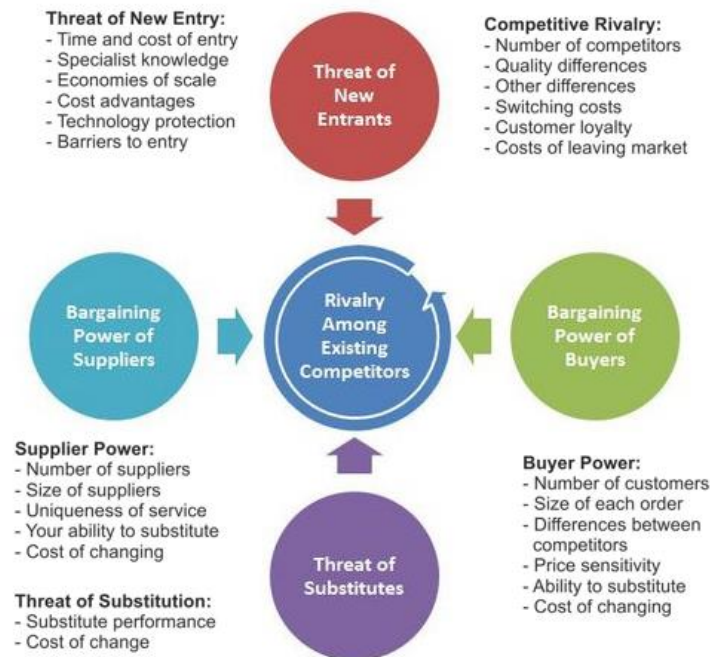 Threat of New Entry:
- Time and cost of entry
- Specialist knowledge
- Economies of scale
- Cost advantages
- Technology protection
- Barriers to entry
Threat of
New
Entrants
Competitive Rivalry:
- Number of competitors
- Quality differences
- Other differences
- Switching costs
- Customer loyalty
- Costs of leaving market
Bargaining
Power of
Suppliers
Rivalry
Among
Existing
Competitors
Bargaining
Power of
Buyers
Supplier Power:
- Number of suppliers
- Size of suppliers
- Uniqueness of service
- Your ability to substitute
- Cost of changing
Threat of Substitution:
- Substitute performance
- Cost of change
Threat of
Substitutes
Buyer Power:
- Number of customers
- Size of each order
- Differences between
competitors
- Price sensitivity
- Ability to substitute
- Cost of changing